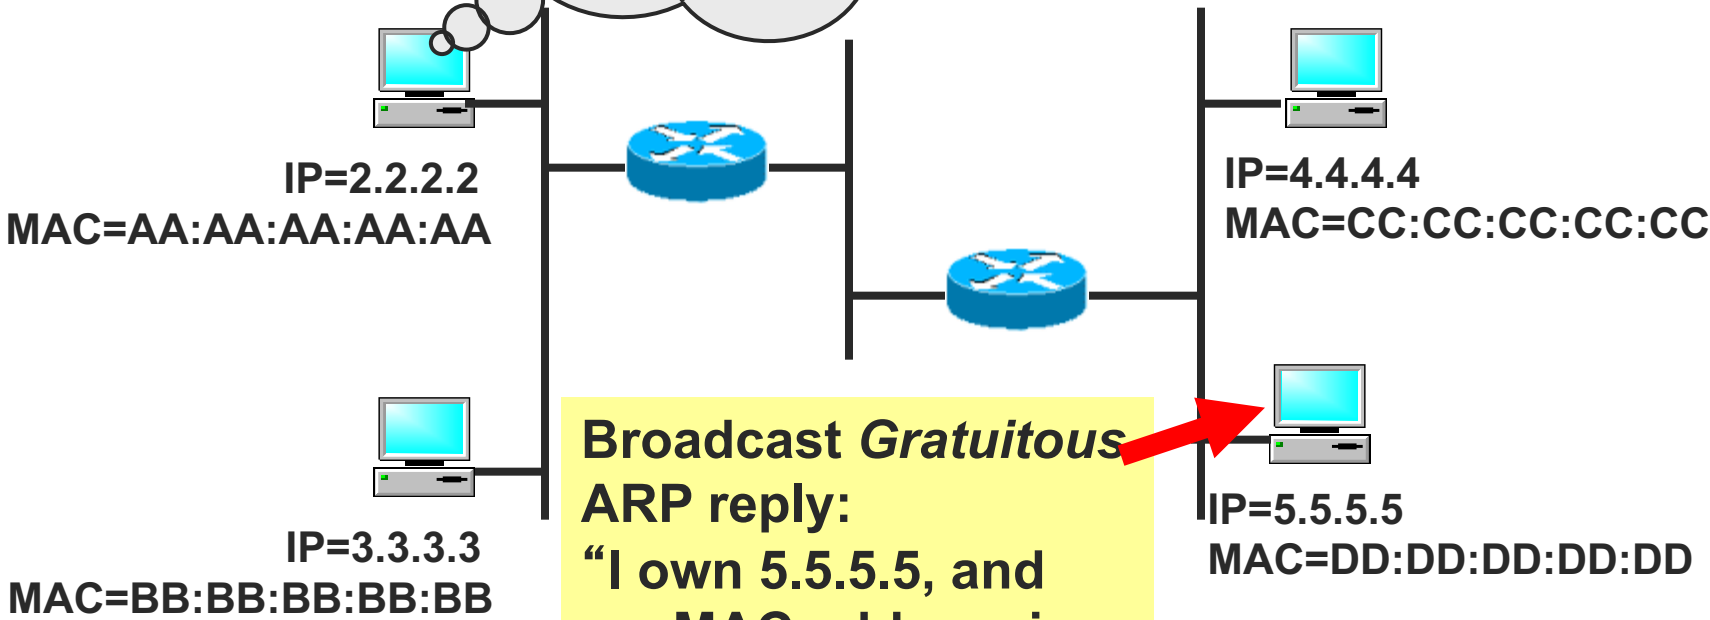 IP=2.2.2.2
MAC=AA:AA:AA:AA:AA
IP=4.4.4.4
MAC=CC:CC:CC:CC:CC
IP=3.3.3.3
MAC=BB:BB:BB:BB:BB
Broadcast Gratuitous
ARP reply:
“I own 5.5.5.5, and
IP=5.5.5.5
MAC=DD:DD:DD:DD:DD